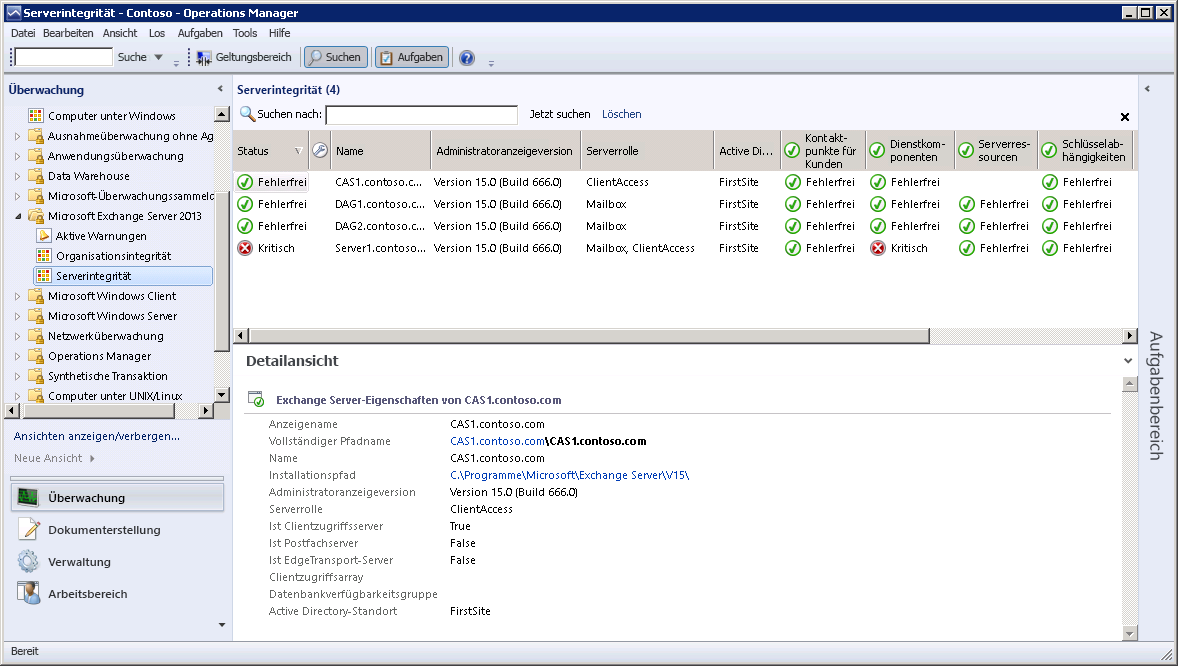 Serverintegrität - Contoso - Operations Manager
Datei Bearbeiten Ansicht Los Aufgaben Tools Hilfe
Suche Geltungsbereich Suchen Aufgaben
Überwachung
Computer unter Windows
Ausnahmeüberwachung ohne Ag
Anwendungsüberwachung
Data Warehouse
Microsoft-Überwachungssammeld
Microsoft Exchange Server 2013
Aktive Warnungen
Organisationsintegrität
Serverintegrität
Microsoft Windows Client
Microsoft Windows Server
Netzwerküberwachung
Operations Manager
Synthetische Transaktion
Computer unter UNIX/Linux
Ansichten anzeigen/verbergen...
Neue Ansicht
Überwachung
Dokumenterstellung
Verwaltung
Arbeitsbereich
Serverintegrität (4)
Suchen nach: Jetzt suchen Löschen
Status Name Administratoranzeigeversion Serverrolle Active Di... Kontakt-
punkte für
Kunden
Dienstkom-
ponenten
Serverres-
sourcen
Schlüsselab-
hängigkeiten
Fehlerfrei CAS1.contoso.c... Version 15.0 (Build 666.0) ClientAccess FirstSite Fehlerfrei Fehlerfrei Fehlerfrei
Fehlerfrei DAG1.contoso.c... Version 15.0 (Build 666.0) Mailbox FirstSite Fehlerfrei Fehlerfrei Fehlerfrei Fehlerfrei
Fehlerfrei DAG2.contoso.c... Version 15.0 (Build 666.0) Mailbox FirstSite Fehlerfrei Fehlerfrei Fehlerfrei Fehlerfrei
Kritisch Server1.contoso... Version 15.0 (Build 666.0) Mailbox, ClientAccess FirstSite Fehlerfrei Kritisch Fehlerfrei Fehlerfrei
Detailansicht
Exchange Server-Eigenschaften von CAS1.contoso.com
Anzeigename CAS1.contoso.com
Vollständiger Pfadname CAS1.contoso.com\CAS1.contoso.com
Name CAS1.contoso.com
Installationspfad C.\Programme\Microsoft\Exchange Server\V15\
Administratoranzeigeversion Version 15.0 (Build 666.0)
Serverrolle ClientAccess
Ist Clientzugriffsserver True
Ist Postfachserver False
Ist EdgeTransport-Server False
Clientzugriffsarray
Datenbankverfügbarkeitsgruppe
Active Directory-Standort FirstSite
Aufgabenbereich
Bereit